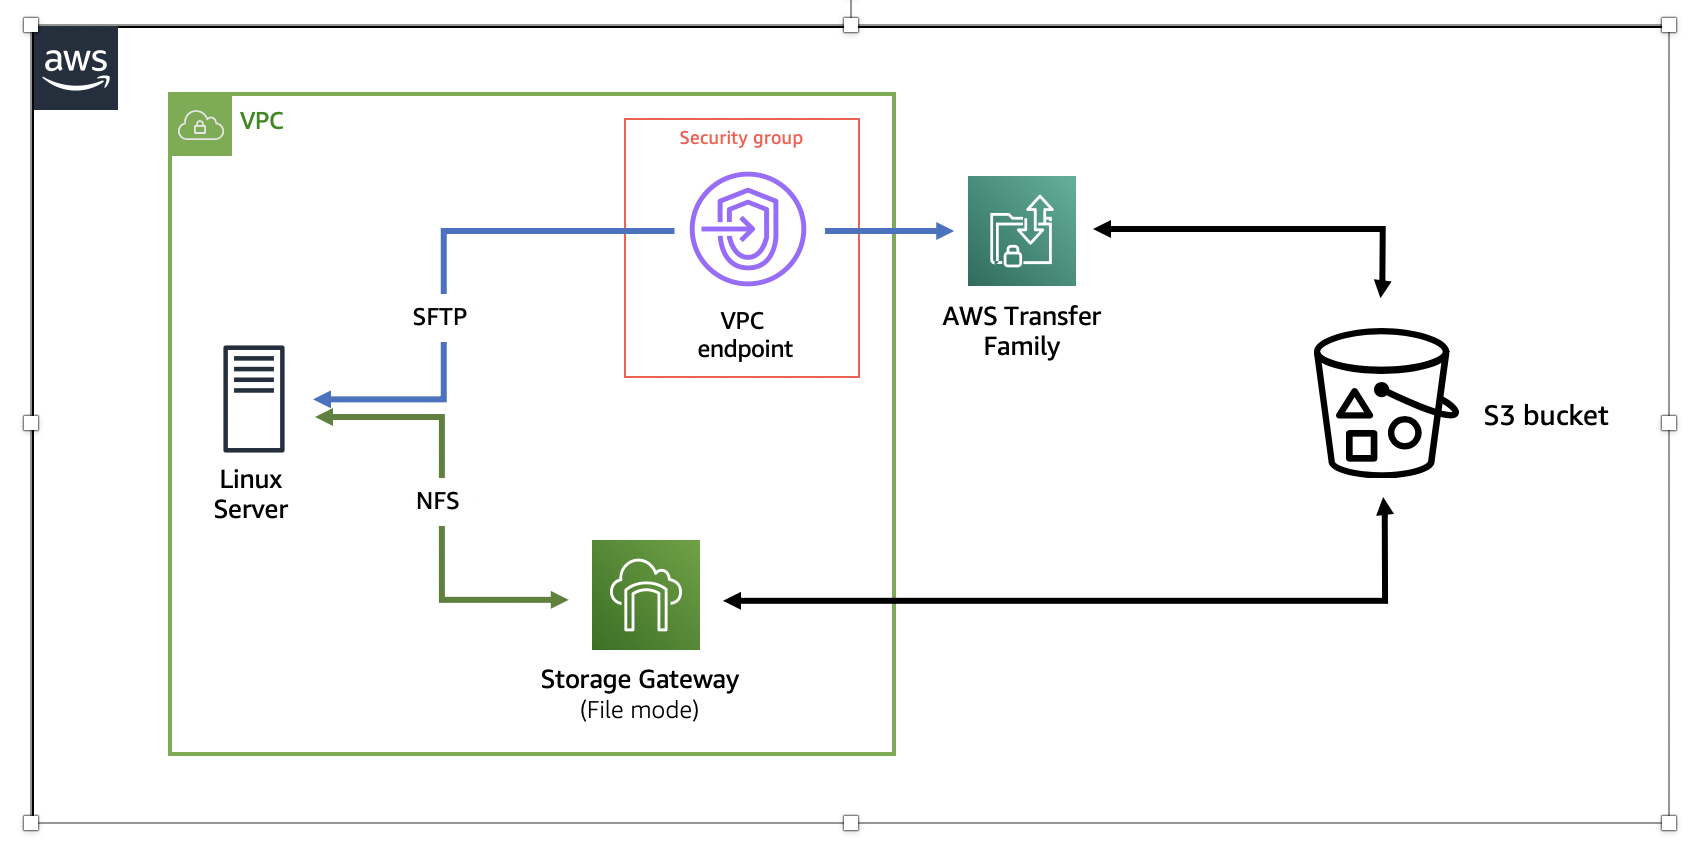 aws
VPC
Security group
VPC
endpoint
AWS Transfer
Family
SFTP
Linux
Server
NFS
S3 bucket
Storage Gateway
(File mode)